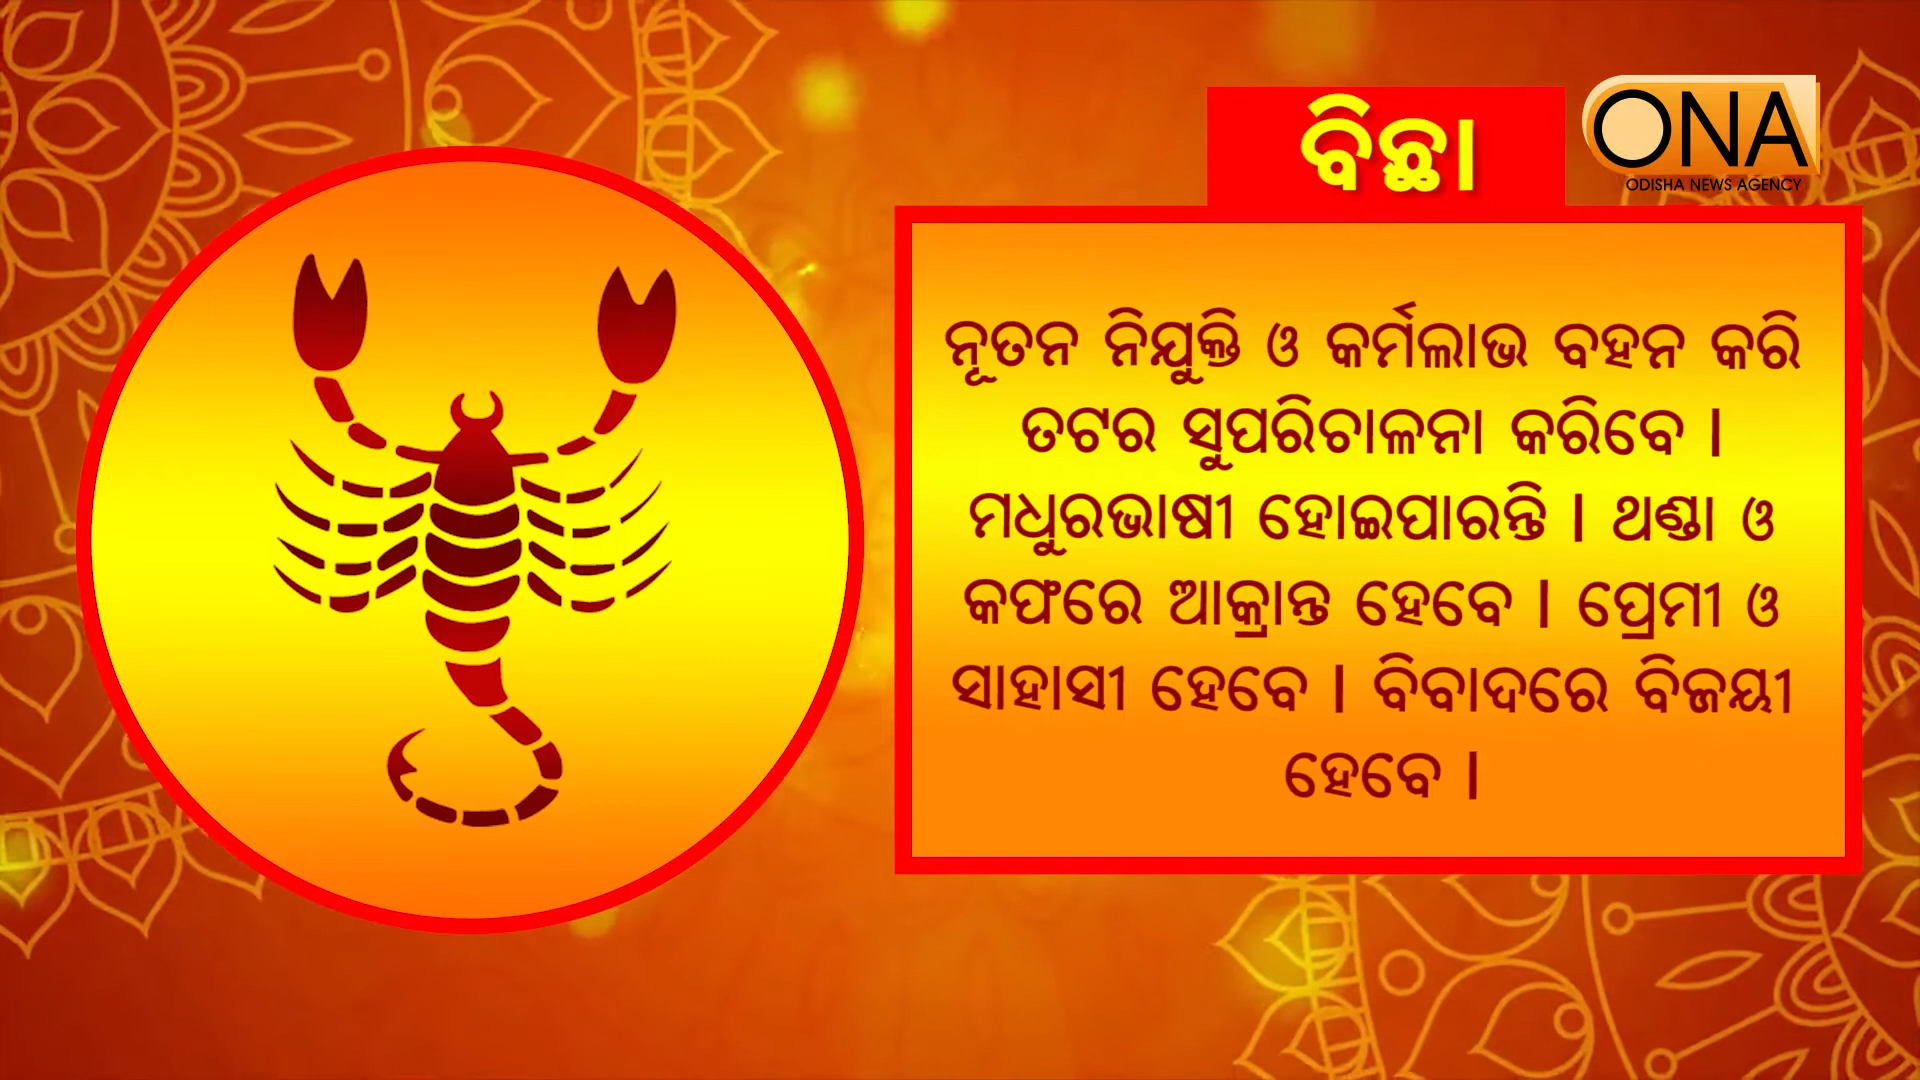 ବିଛା
ONA
ODISHA NEWS AGENCY
ନୂତନ ନିଯୁକ୍ତି ଓ କର୍ମଲାଭ ବହନ କରି
ତଟର ସୁପରିଚାଳନା କରିବେ |
ମଧୁରଭାଷୀ ହୋଇପାରନ୍ତି | ଥଣ୍ଡା ଓ
କଫରେ ଆକ୍ରାନ୍ତ ହେବେ | ପ୍ରେମୀ ଓ
ସାହାସୀ ହେବେ | ବିବାଦରେ ବିଜୟୀ
ହେବେ |